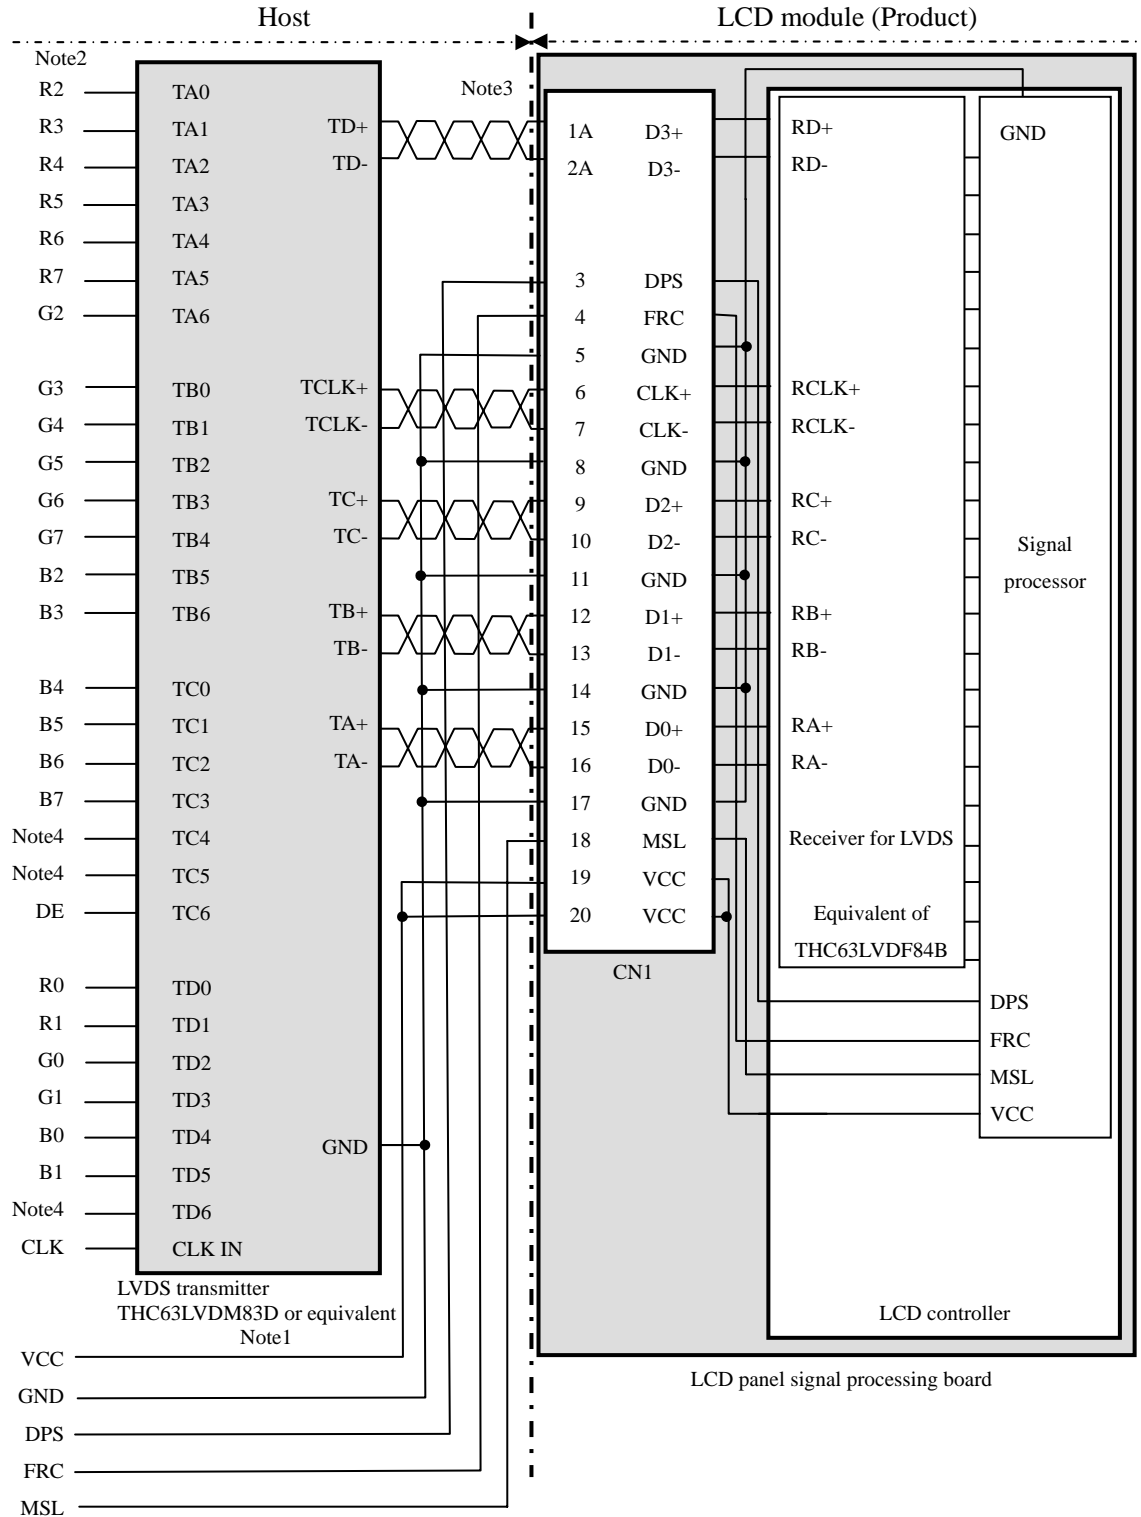 Host LCD module (Product)
Note2
Note3
R2 TA0
R3 TA1 TD+ 1A D3+ RD+ GND
R4 TA2 TD- 2A D3- RD-
R5 TA3
R6 TA4
R7 TA5 3 DPS
G2 TA6 4 FRC
5 GND
G3 TB0 TCLK+ 6 CLK+ RCLK+
G4 TB1 TCLK- 7 CLK- RCLK-
G5 TB2 8 GND
G6 TB3 TC+ 9 D2+ RC+
G7 TB4 TC- 10 D2- RC- Signal
B2 TB5 11 GND processor
B3 TB6 TB+ 12 D1+ RB+
TB- 13 D1- RB-
B4 TC0 14 GND
B5 TC1 TA+ 15 D0+ RA+
B6 TC2 TA- 16 D0- RA-
B7 TC3 17 GND
Note4 TC4 18 MSL Receiver for LVDS
Note4 TC5 19 VCC
DE TC6 20 VCC Equivalent of
THC63LVDF84B
CN1
R0 TD0 DPS
R1 TD1
G0 TD2 FRC
G1 TD3 MSL
B0 TD4 GND VCC
B1 TD5
Note4 TD6
CLK CLK IN
LVDS transmitter
THC63LVDM83D or equivalent LCD controller
Note1
VCC
LCD panel signal processing board
GND
DPS
FRC
MSL